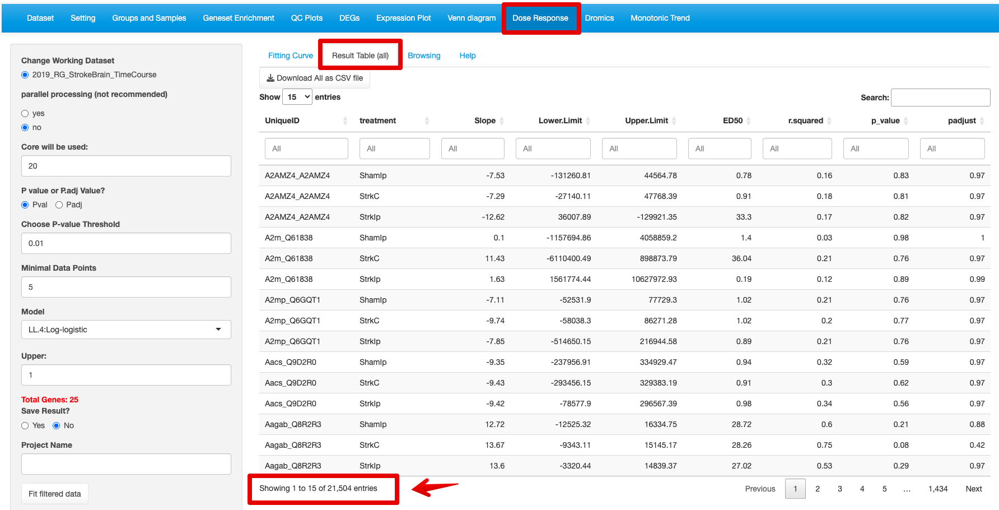 Dataset Setting Groups and Samples Geneset Enrichment QC Plots DEGs Expression Plot Venn diagram Dose Response Dromics Monotonic Trend
Change Working Dataset
2019_RG_StrokeBrain_TimeCourse
parallel processing (not recommended)
yes
no
Core will be used:
20
P value or P.adj Value?
Pval Padj
Choose P-value Threshold
0.01
Minimal Data Points
5
Model
LL.4:Log-logistic
Upper:
1
Total Genes: 25
Save Result?
Yes No
Project Name
Fit filtered data
Fitting Curve Result Table (all) Browsing Help
Download All as CSV file
Show 15 entries Search:
UniqueID treatment Slope Lower.Limit Upper.Limit ED50 r.squared p_value padjust
All All All All All All All All All
A2AMZ4_A2AMZ4 ShamIp -7.53 -131260.81 44564.78 0.78 0.16 0.83 0.97
A2AMZ4_A2AMZ4 StrkC -7.29 -27140.11 47768.39 0.91 0.18 0.81 0.97
A2AMZ4_A2AMZ4 StrkIp -12.62 36007.89 -129921.35 33.3 0.17 0.82 0.97
A2m_Q61838 ShamIp 0.1 -1157694.86 4058859.2 1.4 0.03 0.98 1
A2m_Q61838 StrkC 11.43 -6110400.49 898873.79 36.04 0.21 0.76 0.97
A2m_Q61838 StrkIp 1.63 1561774.44 10627972.93 0.19 0.12 0.89 0.99
A2mp_Q6GQT1 ShamIp -7.11 -52531.9 77729.3 1.02 0.21 0.76 0.97
A2mp_Q6GQT1 StrkC -9.74 -58038.3 86271.28 1.02 0.2 0.77 0.97
A2mp_Q6GQT1 StrkIp -7.85 -514650.15 216944.58 0.89 0.21 0.76 0.97
Aacs_Q9D2R0 ShamIp -9.35 -237956.91 334929.47 0.94 0.32 0.59 0.97
Aacs_Q9D2R0 StrkC -9.43 -293456.15 329383.19 0.91 0.3 0.62 0.97
Aacs_Q9D2R0 StrkIp -9.42 -78577.9 296567.39 0.98 0.34 0.56 0.97
Aagab_Q8R2R3 ShamIp 12.72 -12525.32 16334.75 28.72 0.6 0.21 0.88
Aagab_Q8R2R3 StrkC 13.67 -9343.11 15145.17 28.26 0.75 0.08 0.42
Aagab_Q8R2R3 StrkIp 13.6 -3320.44 14839.37 27.02 0.53 0.29 0.97
Showing 1 to 15 of 21,504 entries Previous 1 2 3 4 5 … 1,434 Next